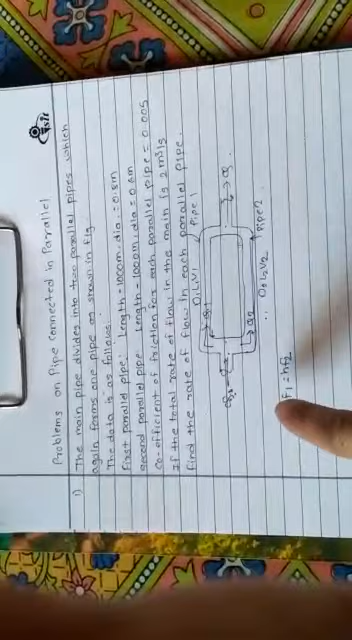 Problems on Pipe connected in Parallel
1) The main pipe divides into two parallel pipes which
again forms one pipe as shown in fig
The data is as follows:
First parallel pipe: Length = 1000m, dia = 0.8m
second parallel pipe Length = 1000m, dia = 0.6m
co-efficient of friction for each parallel pipe = 0.005
If the total rate of flow in the main is 2 m³/s
find the rate of flow in each parallel pipe.
D1L1V1 Pipe 1
D2L2V2 Pipe 2